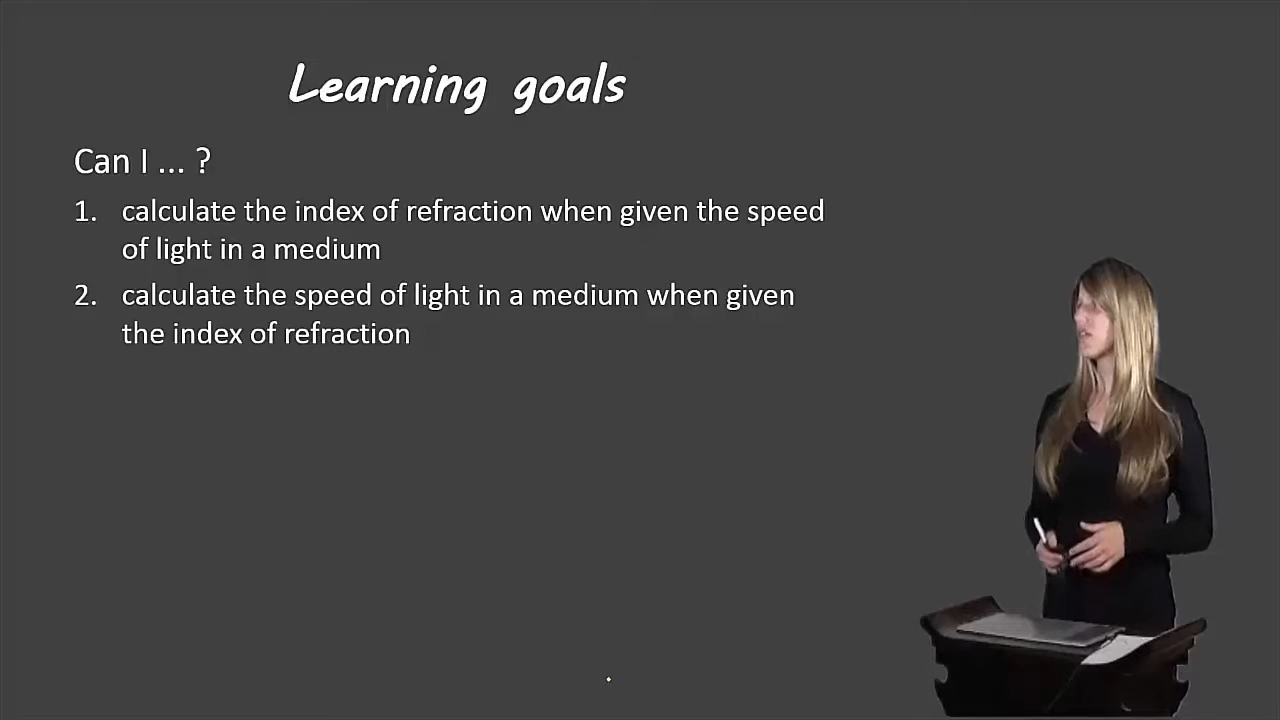 Learning goals
Can I ... ?
1. calculate the index of refraction when given the speed
of light in a medium
2. calculate the speed of light in a medium when given
the index of refraction